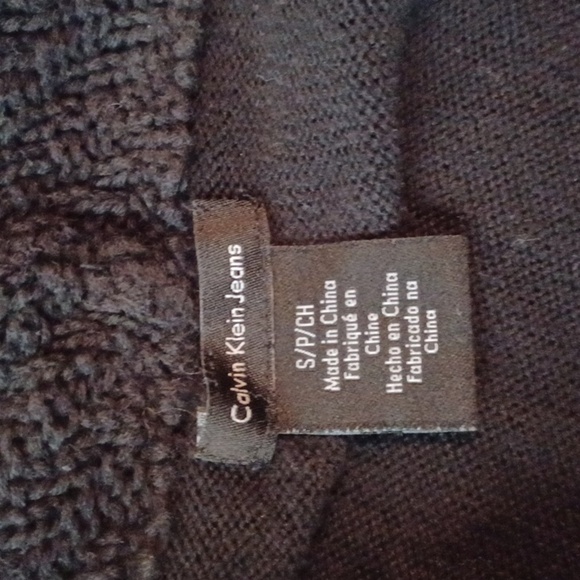 Calvin Klein Jeans
S/P/CH
Made in China
Fabriqué en
Chine
Hecho en China
Fabricado na
China